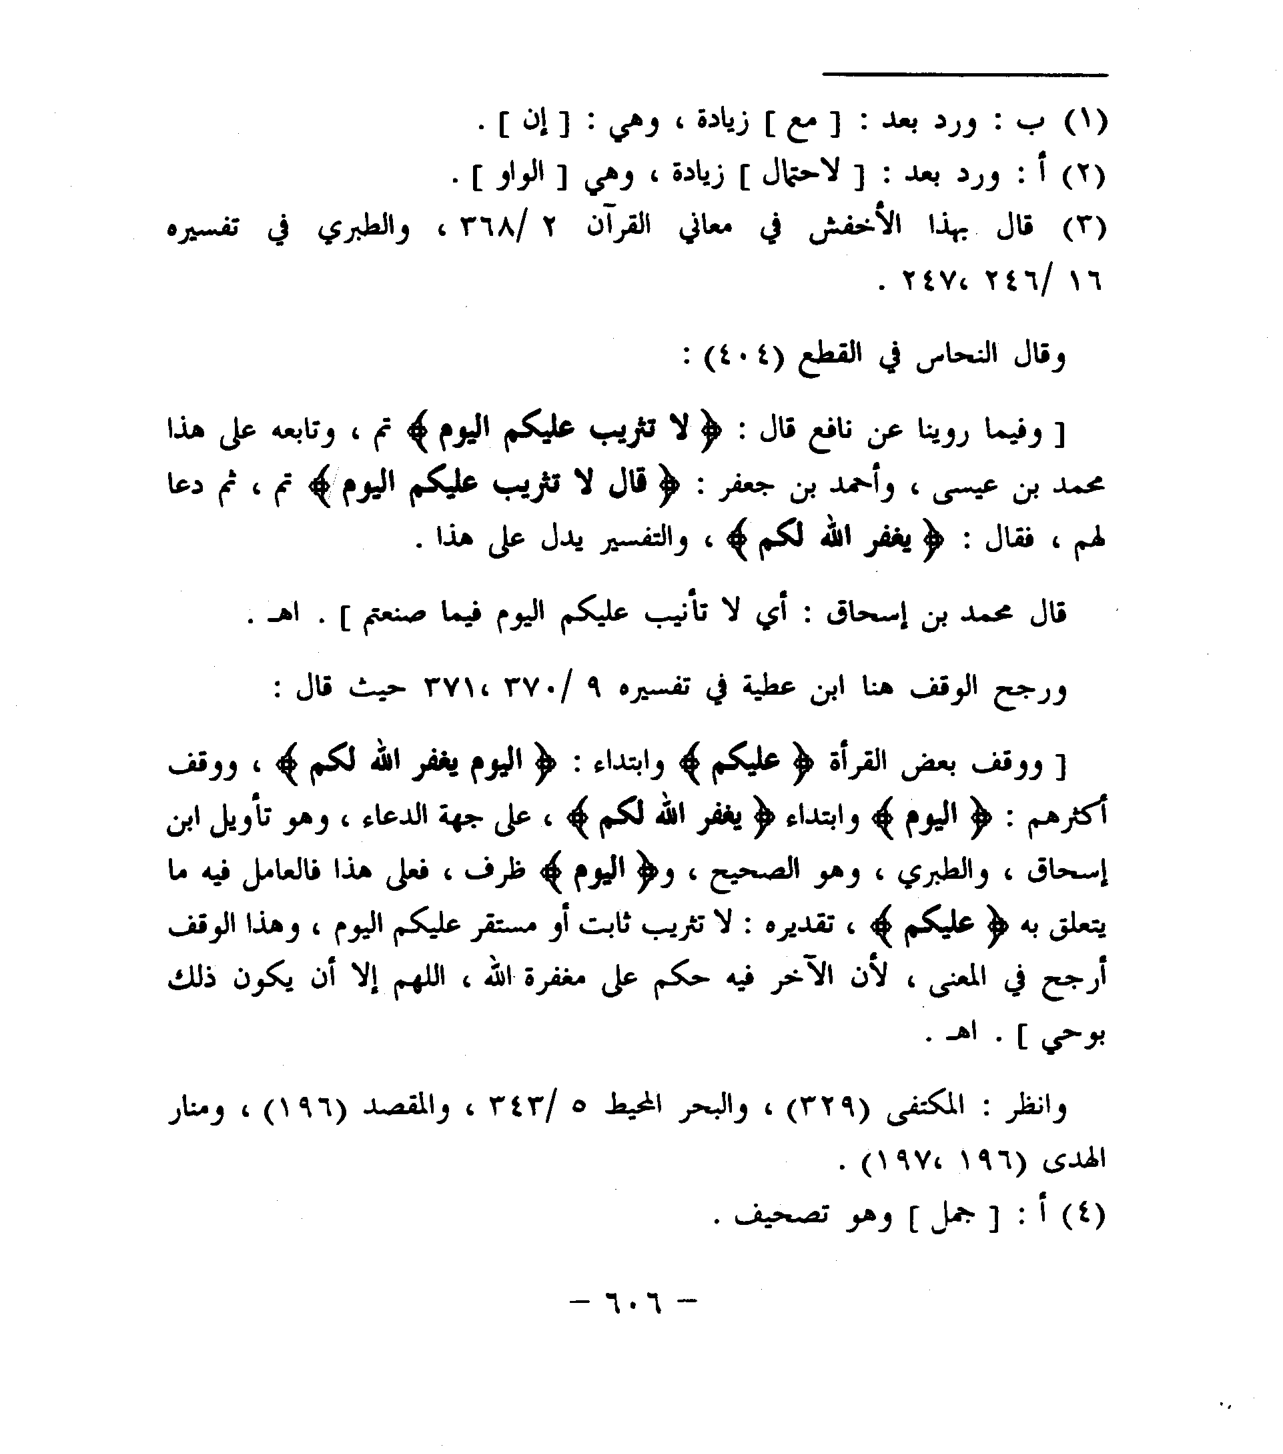 (١) ب : ورد بعد : [ مع ] زيادة ، وهي : [ إن ] .
(٢) أ : ورد بعد : [ لاحتمال ] زيادة ، وهي [ الواو ] .
(٣) قال بهذا الأخفش في معاني القرآن ٢ /٣٦٨ ، والطبري في تفسيره
١٦ /٢٤٦ ،٢٤٧ .
وقال النحاس في القطع (٤٠٤) :
[ وفيما روينا عن نافع قال : ﴿ لا تثريب عليكم اليوم ﴾ تم ، وتابعه على هذا
محمد بن عيسى ، وأحمد بن جعفر : ﴿ قال لا تثريب عليكم اليوم ﴾ تم ، ثم دعا
لهم ، فقال : ﴿ يغفر الله لكم ﴾ ، والتفسير يدل على هذا .
قال محمد بن إسحاق : أي لا تأنيب عليكم اليوم فيما صنعتم ] . اهـ .
ورجح الوقف هنا ابن عطية في تفسيره ٩ /٣٧٠ ،٣٧١ حيث قال :
[ ووقف بعض القرأة ﴿ عليكم ﴾ وابتداء : ﴿ اليوم يغفر الله لكم ﴾ ، ووقف
أكثرهم : ﴿ اليوم ﴾ وابتداء ﴿ يغفر الله لكم ﴾ ، على جهة الدعاء ، وهو تأويل ابن
إسحاق ، والطبري ، وهو الصحيح ، و﴿ اليوم ﴾ ظرف ، فعلى هذا فالعامل فيه ما
يتعلق به ﴿ عليكم ﴾ ، تقديره : لا تثريب ثابت أو مستقر عليكم اليوم ، وهذا الوقف
أرجح في المعنى ، لأن الآخر فيه حكم على مغفرة الله ، اللهم إلا أن يكون ذلك
بوحي ] . اهـ .
وانظر : المكتفى (٣٢٩) ، والبحر المحيط ٥ /٣٤٣ ، والمقصد (١٩٦) ، ومنار
الهدى (١٩٦ ،١٩٧) .
(٤) أ : [ جمل ] وهو تصحيف .
– ٦٠٦ –